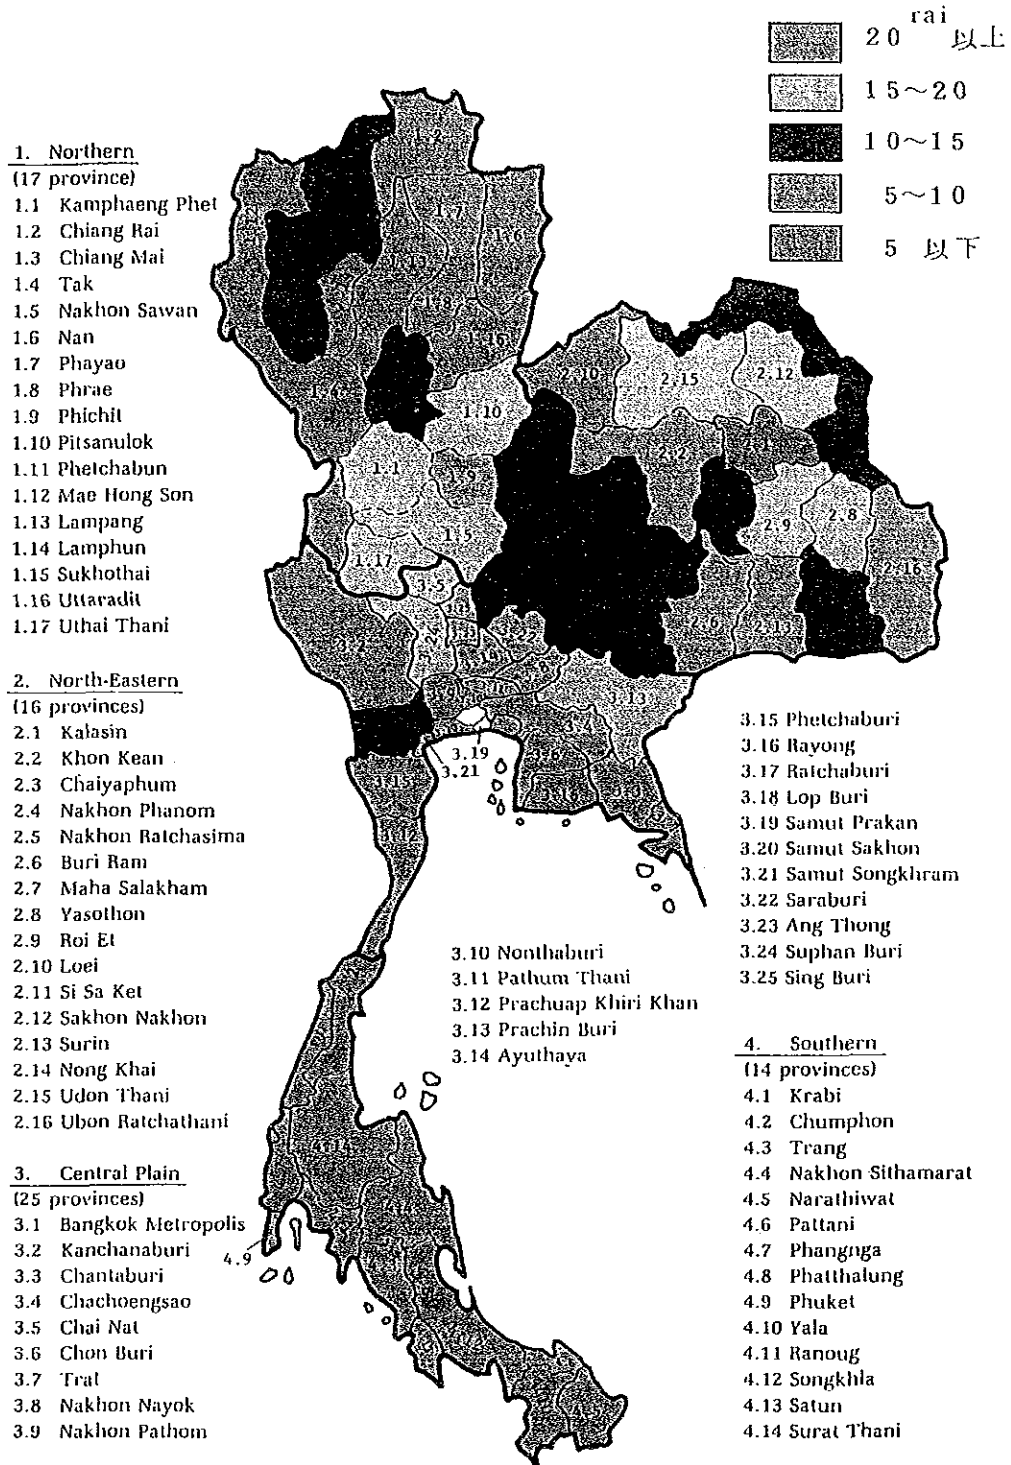 rai
20 以上
15～20
10～15
5～10
5 以下
1. Northern
(17 province)
1.1 Kamphaeng Phet
1.2 Chiang Rai
1.3 Chiang Mai
1.4 Tak
1.5 Nakhon Sawan
1.6 Nan
1.7 Phayao
1.8 Phrae
1.9 Phichit
1.10 Pitsanulok
1.11 Phetchabun
1.12 Mae Hong Son
1.13 Lampang
1.14 Lamphun
1.15 Sukhothai
1.16 Uttaradit
1.17 Uthai Thani
2. North-Eastern
(16 provinces)
2.1 Kalasin
2.2 Khon Kean
2.3 Chaiyaphum
2.4 Nakhon Phanom
2.5 Nakhon Ratchasima
2.6 Buri Ram
2.7 Maha Salakham
2.8 Yasothon
2.9 Roi Et
2.10 Loei
2.11 Si Sa Ket
2.12 Sakhon Nakhon
2.13 Surin
2.14 Nong Khai
2.15 Udon Thani
2.16 Ubon Ratchathani
3. Central Plain
(25 provinces)
3.1 Bangkok Metropolis
3.2 Kanchanaburi
3.3 Chantaburi
3.4 Chachoengsao
3.5 Chai Nat
3.6 Chon Buri
3.7 Trat
3.8 Nakhon Nayok
3.9 Nakhon Pathom
3.10 Nonthaburi
3.11 Pathum Thani
3.12 Prachuap Khiri Khan
3.13 Prachin Buri
3.14 Ayuthaya
3.15 Phetchaburi
3.16 Rayong
3.17 Ratchaburi
3.18 Lop Buri
3.19 Samut Prakan
3.20 Samut Sakhon
3.21 Samut Songkhram
3.22 Saraburi
3.23 Ang Thong
3.24 Suphan Buri
3.25 Sing Buri
4. Southern
(14 provinces)
4.1 Krabi
4.2 Chumphon
4.3 Trang
4.4 Nakhon Sithamarat
4.5 Narathiwat
4.6 Pattani
4.7 Phangnga
4.8 Phatthalung
4.9 Phuket
4.10 Yala
4.11 Ranoug
4.12 Songkhla
4.13 Satun
4.14 Surat Thani
1.2
1.7
1.6
1.13
1.8
1.16
1.4
1.10
1.1
1.9
1.5
1.17
2.10
2.15
2.12
2.2
2.1
2.9
2.8
2.16
2.6
2.13
3.5
3.2
3.22
3.13
3.4
3.6
3.19
3.21
3.15
3.12
4.14
4.9
4.5